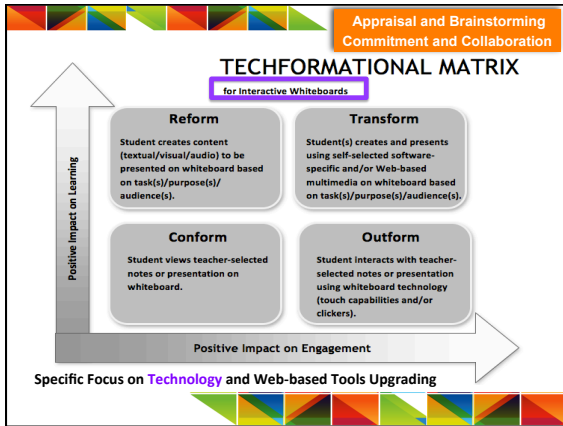 Appraisal and Brainstorming
Commitment and Collaboration
TECHFORMATIONAL MATRIX
for Interactive Whiteboards
Positive Impact on Learning
Reform
Student creates content
(textual/visual/audio) to be
presented on whiteboard based
on task(s)/purpose(s)/
audience(s).
Transform
Student(s) creates and presents
using self-selected software-
specific and/or Web-based
multimedia on whiteboard based
on task(s)/purpose(s)/audience(s).
Conform
Student views teacher-selected
notes or presentation on
whiteboard.
Outform
Student interacts with teacher-
selected notes or presentation
using whiteboard technology
(touch capabilities and/or
clickers).
Positive Impact on Engagement
Specific Focus on Technology and Web-based Tools Upgrading